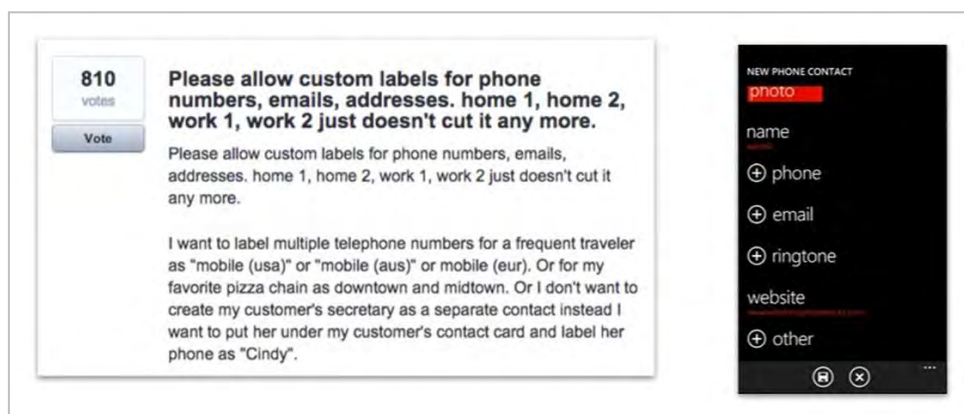 810
votes
Vote
Please allow custom labels for phone
numbers, emails, addresses. home 1, home 2,
work 1, work 2 just doesn't cut it any more.
Please allow custom labels for phone numbers, emails,
addresses. home 1, home 2, work 1, work 2 just doesn't cut it
any more.
I want to label multiple telephone numbers for a frequent traveler
as "mobile (usa)" or "mobile (aus)" or mobile (eur). Or for my
favorite pizza chain as downtown and midtown. Or I don't want to
create my customer's secretary as a separate contact instead I
want to put her under my customer's contact card and label her
phone as "Cindy".
NEW PHONE CONTACT
photo
name
phone
email
ringtone
website
other